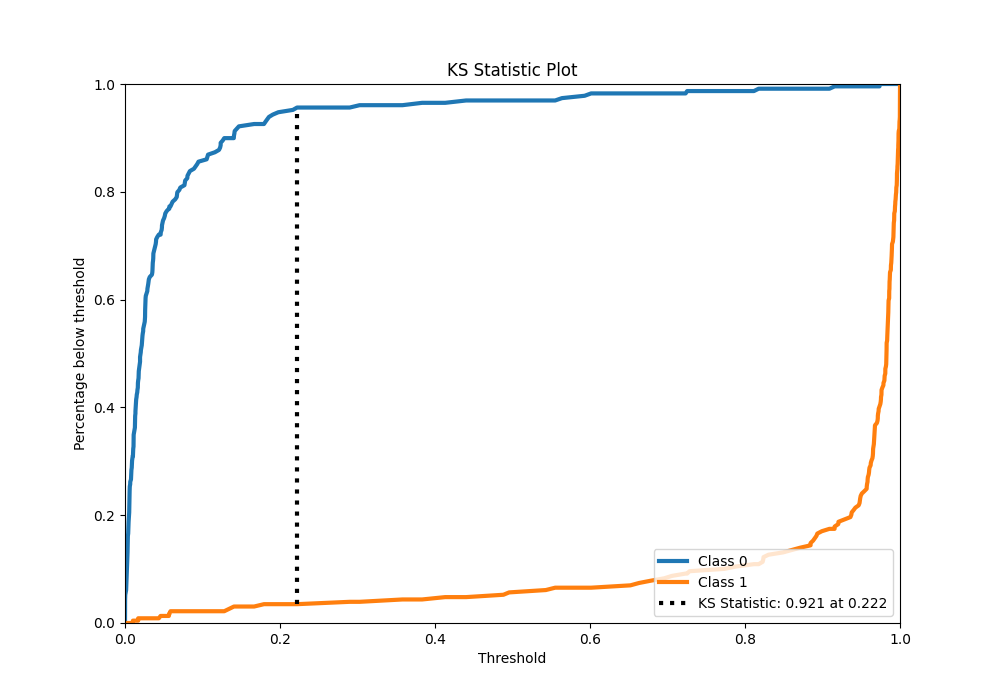 KS Statistic Plot
Percentage below threshold
1.0
0.8
0.6
0.4
0.2
0.0
0.0 0.2 0.4 0.6 0.8 1.0
Threshold
Class 0
Class 1
KS Statistic: 0.921 at 0.222